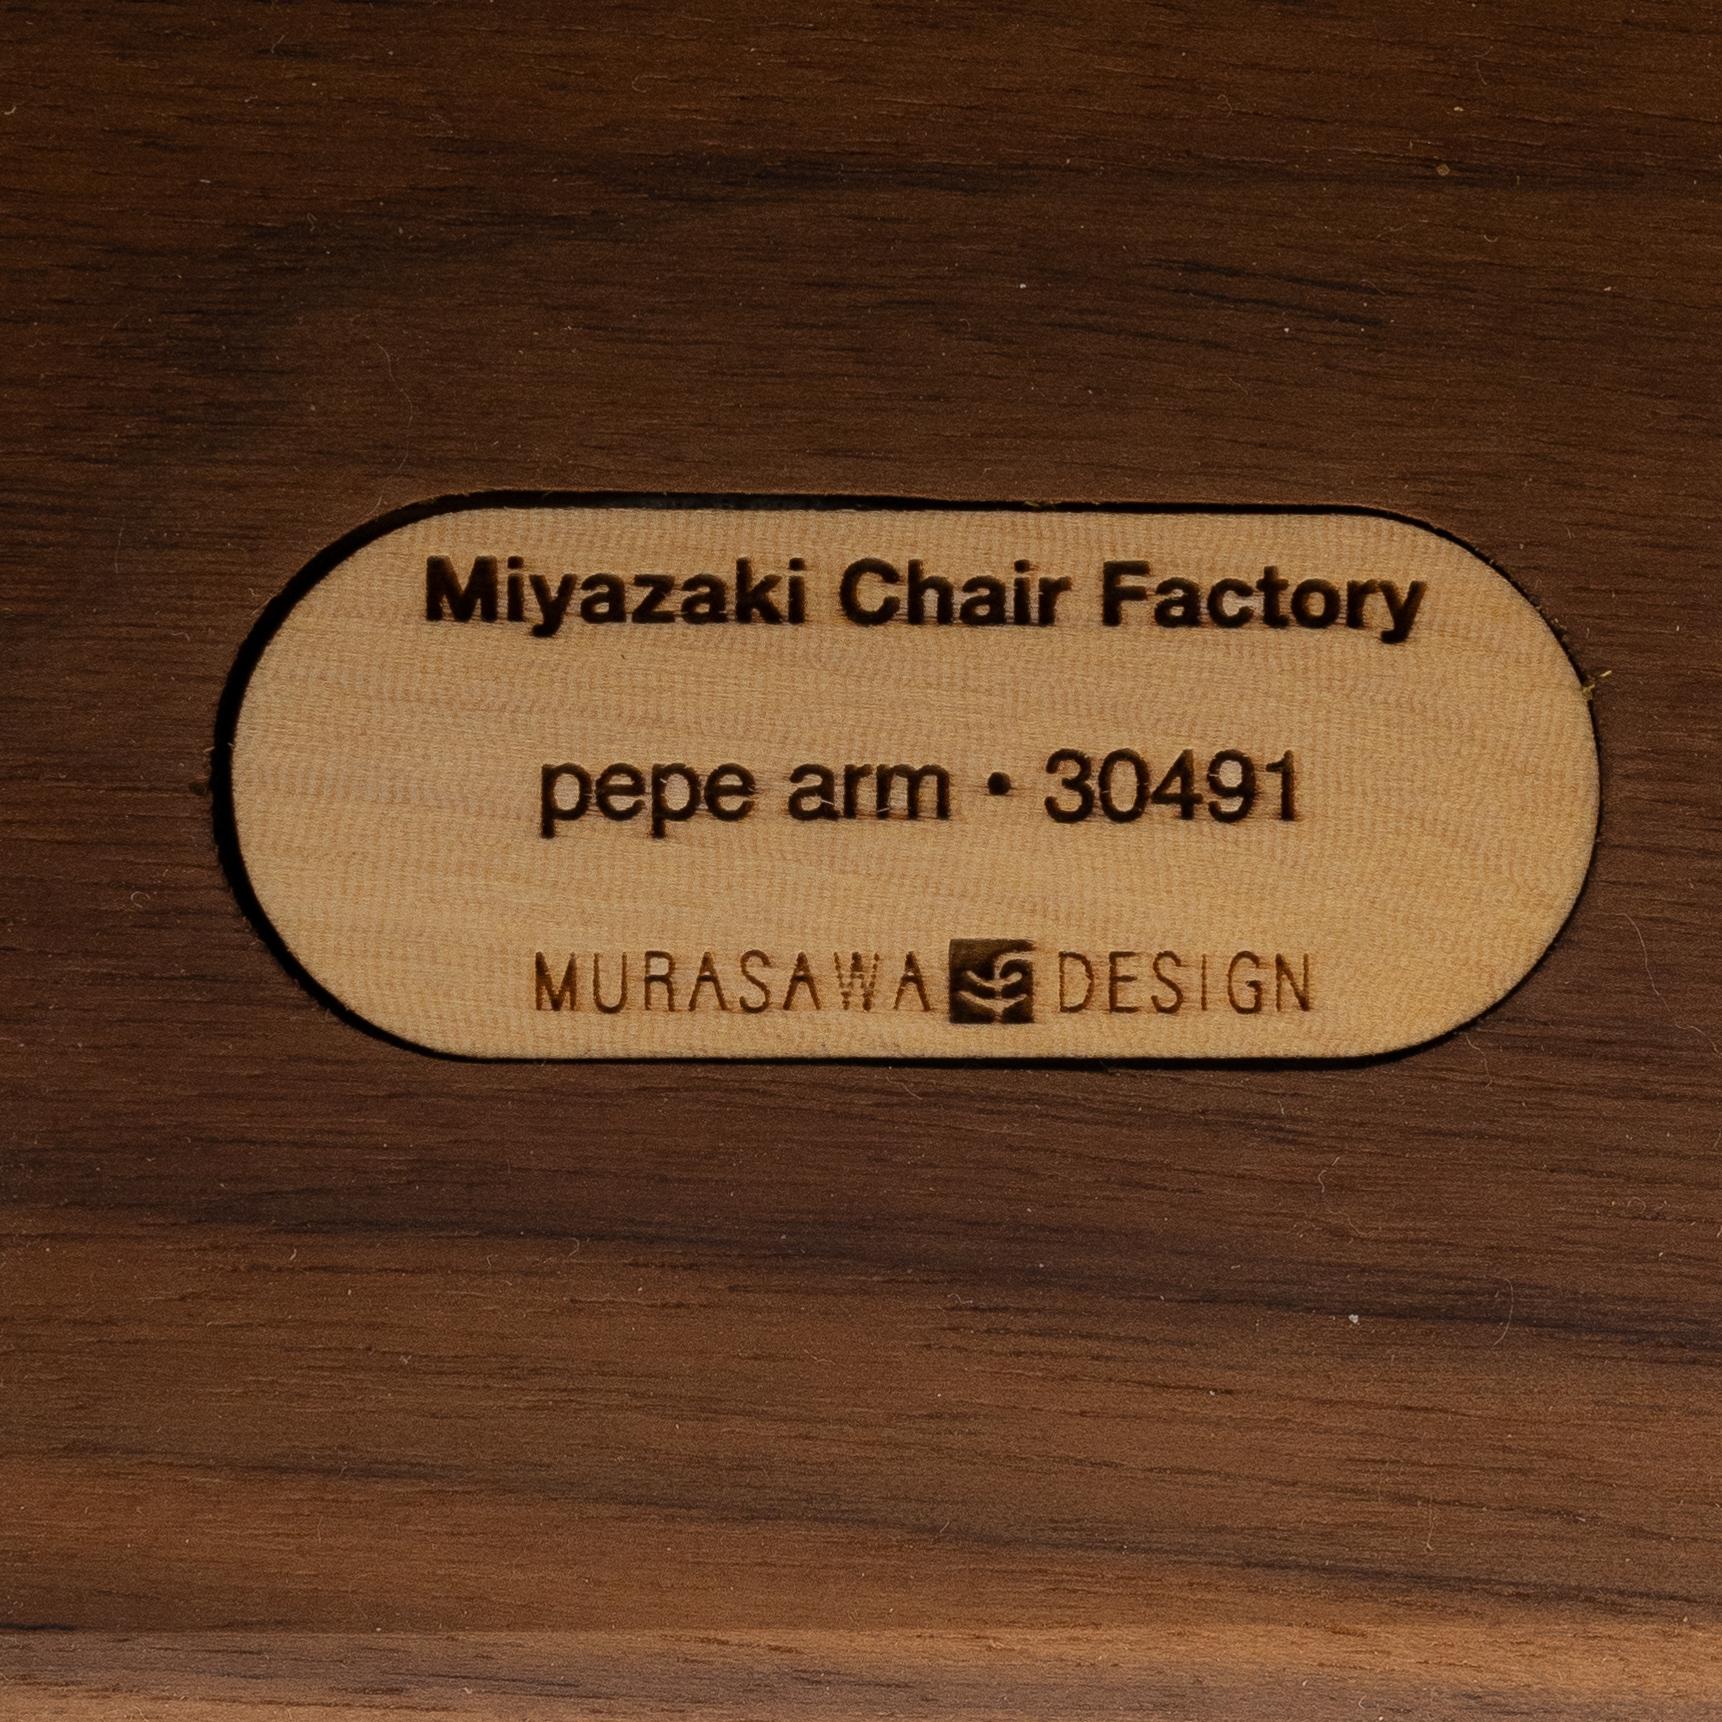 Miyazaki Chair Factory
pepe arm • 30491
MURASAWA DESIGN